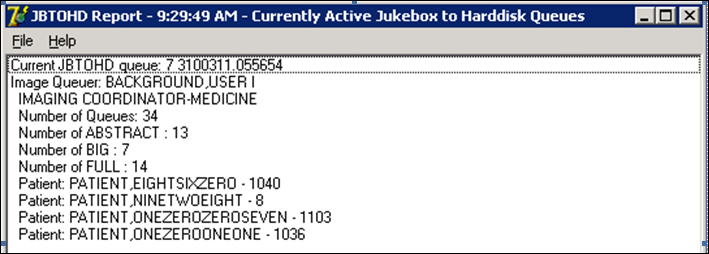 JBTOHD Report - 9:29:49 AM - Currently Active Jukebox to Harddisk Queues
File Help
Current JBTOHD queue: 7 3100311.055654
Image Queuer: BACKGROUND,USER I
IMAGING COORDINATOR-MEDICINE
Number of Queues: 34
Number of ABSTRACT : 13
Number of BIG : 7
Number of FULL : 14
Patient: PATIENT,EIGHTSIXZERO - 1040
Patient: PATIENT,NINETWOEIGHT - 8
Patient: PATIENT,ONEZEROZEROSEVEN - 1103
Patient: PATIENT,ONEZEROONEONE - 1036